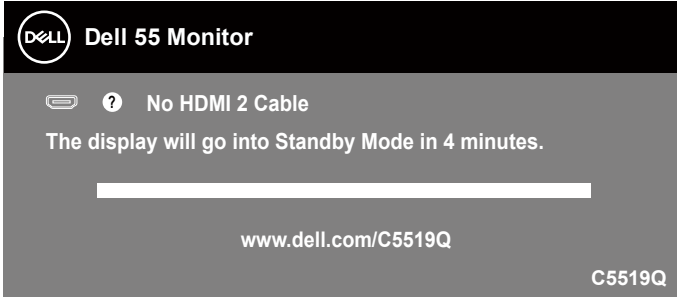 DELL Dell 55 Monitor
? No HDMI 2 Cable
The display will go into Standby Mode in 4 minutes.
www.dell.com/C5519Q
C5519Q